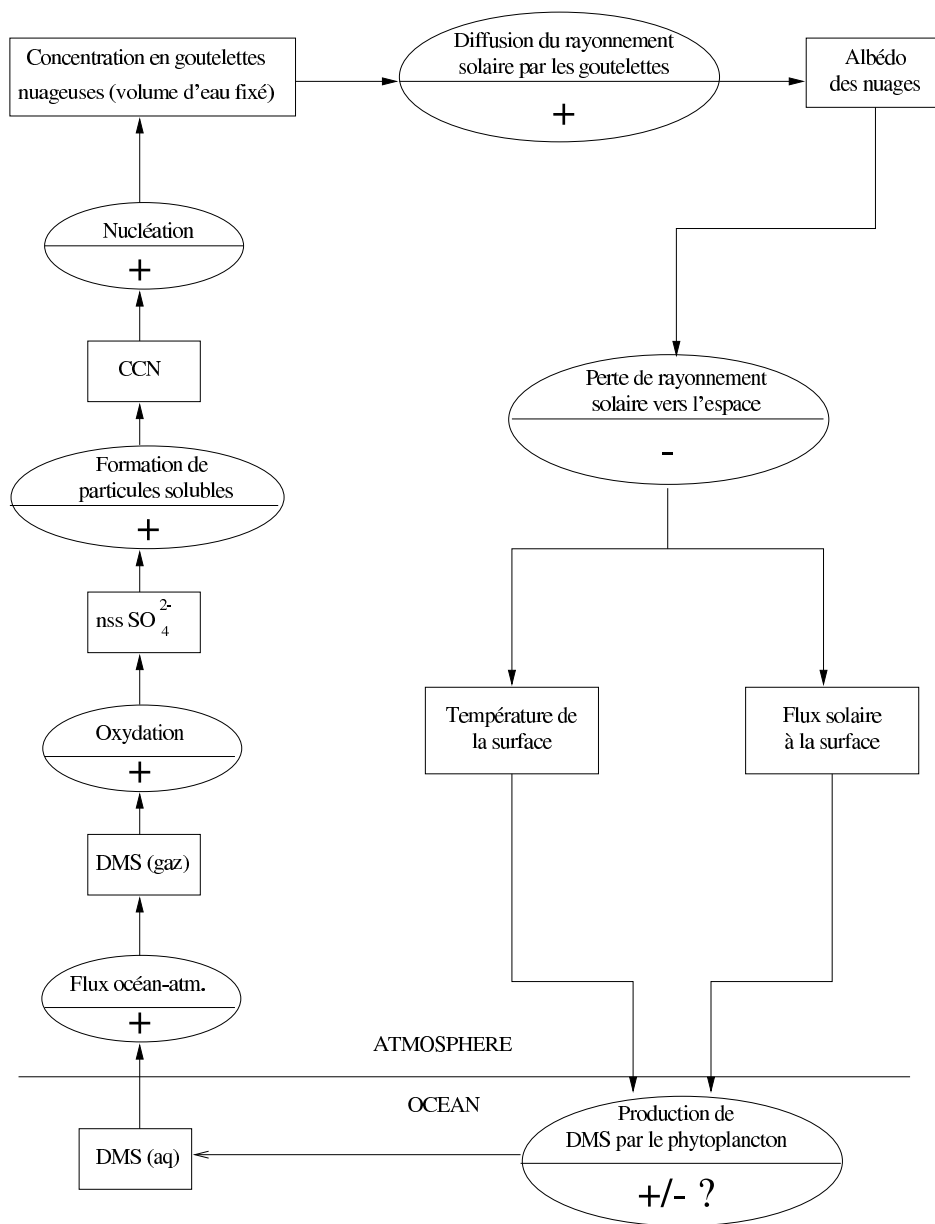 Concentration en goutelettes
nuageuses (volume d'eau fixé)
Diffusion du rayonnement
solaire par les goutelettes
+
Albédo
des nuages
Nucléation
+
CCN
Perte de rayonnement
solaire vers l'espace
-
Formation de
particules solubles
+
nss SO4^2-
Température de
la surface
Flux solaire
à la surface
Oxydation
+
DMS (gaz)
Flux océan-atm.
+
ATMOSPHERE
OCEAN
Production de
DMS par le phytoplancton
+/- ?
DMS (aq)